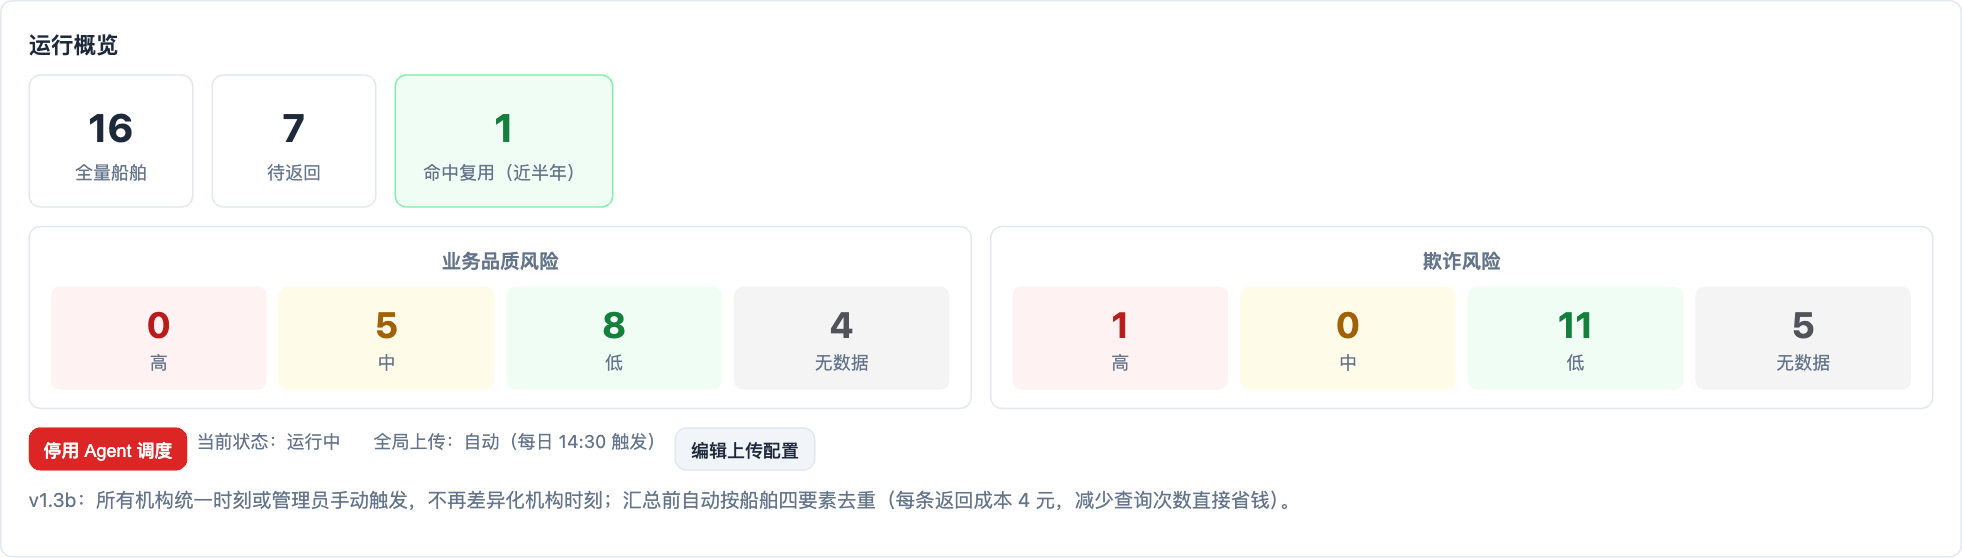 运行概览
16
全量船舶
7
待返回
1
命中复用（近半年）
业务品质风险
0
高
5
中
8
低
4
无数据
欺诈风险
1
高
0
中
11
低
5
无数据
停用 Agent 调度
当前状态：运行中
全局上传：自动（每日 14:30 触发）
编辑上传配置
v1.3b：所有机构统一时刻或管理员手动触发，不再差异化机构时刻；汇总前自动按船舶四要素去重（每条返回成本 4 元，减少查询次数直接省钱）。